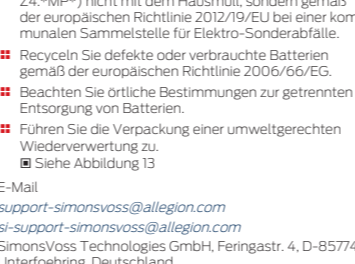 Z4.*MP*) nicht mit dem Hausmüll, sondern gemäß
der europäischen Richtlinie 2012/19/EU bei einer kom
munalen Sammelstelle für Elektro-Sonderabfälle.
Recyceln Sie defekte oder verbrauchte Batterien
gemäß der europäischen Richtlinie 2006/66/EG.
Beachten Sie örtliche Bestimmungen zur getrennten
Entsorgung von Batterien.
Führen Sie die Verpackung einer umweltgerechten
Wiederverwertung zu.
Siehe Abbildung 13
E-Mail
support-simonsvoss@allegion.com
si-support-simonsvoss@allegion.com
SimonsVoss Technologies GmbH, Feringastr. 4, D-85774
Unterfoehring, Deutschland